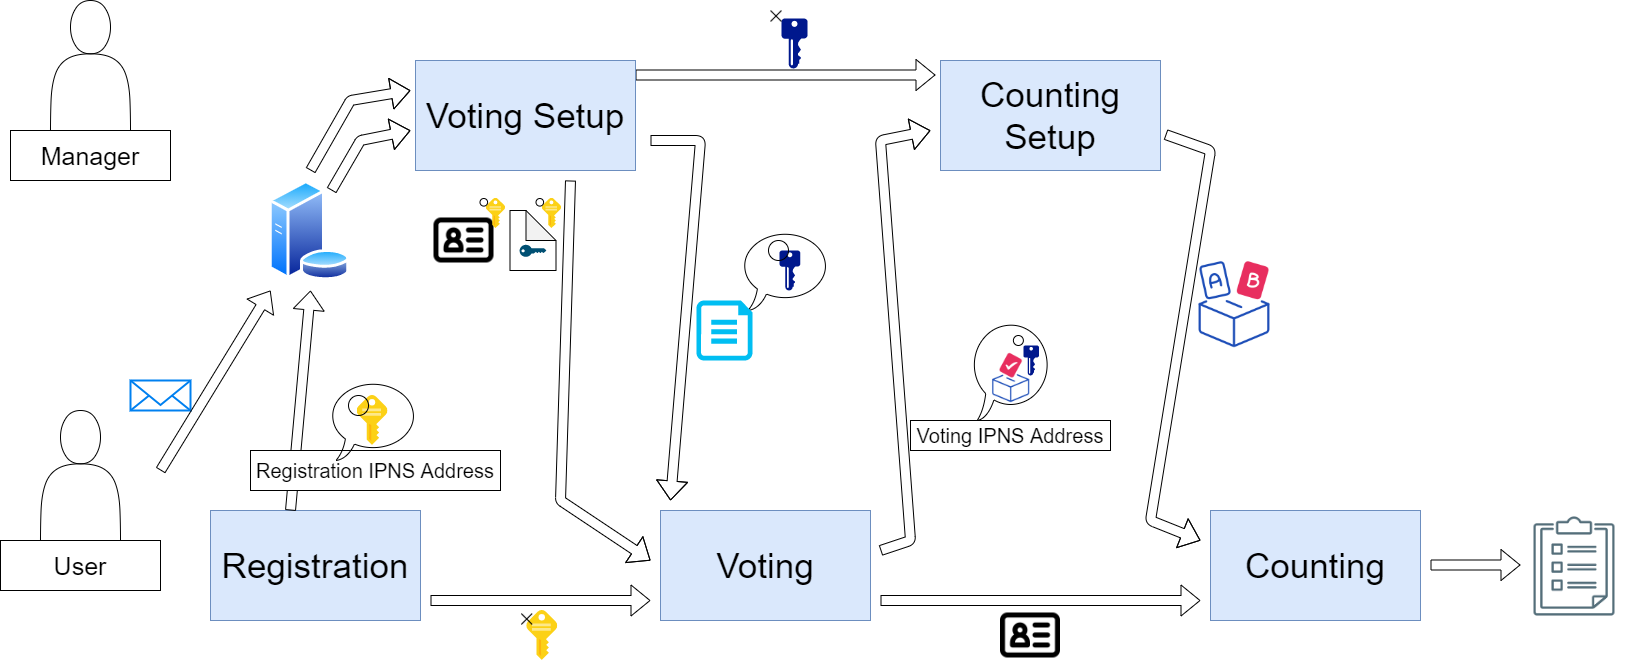 Manager
Voting Setup
Counting
Setup
A
B
Registration IPNS Address
Voting IPNS Address
User
Registration
Voting
Counting